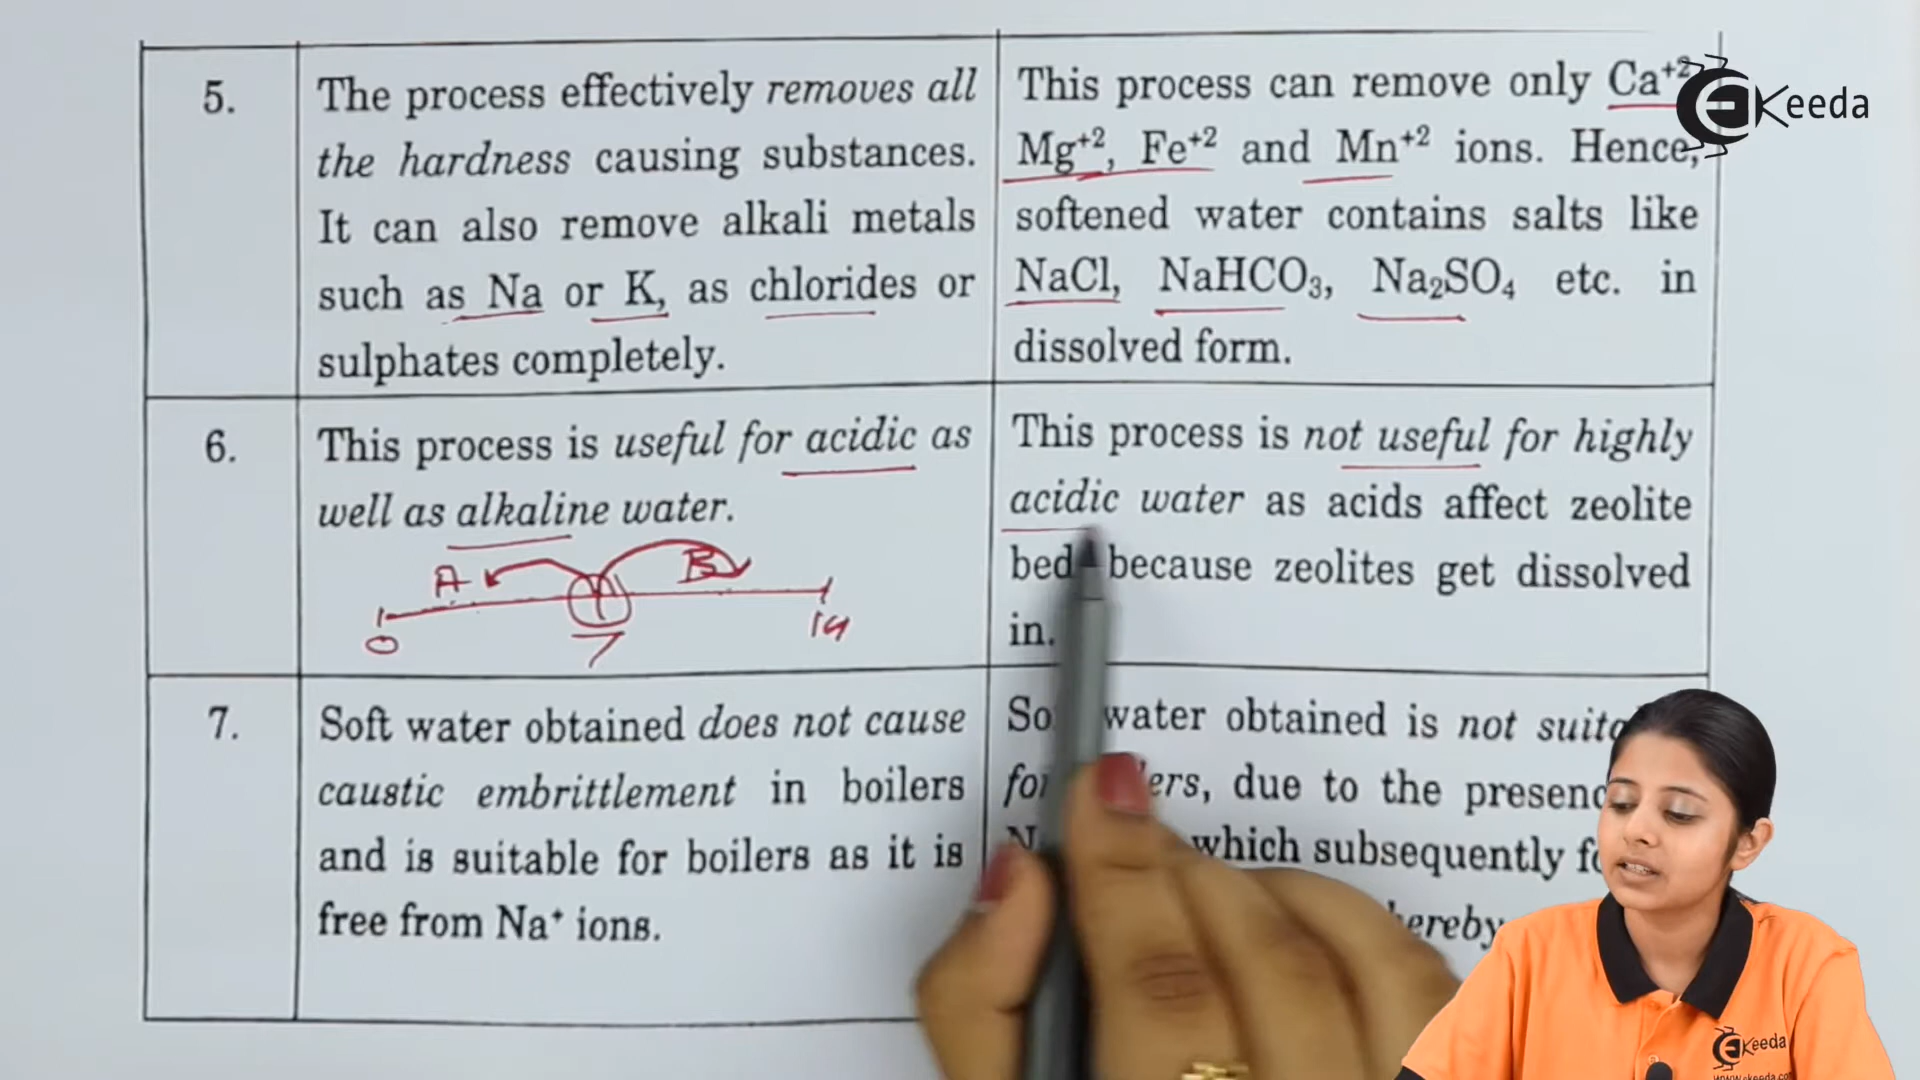 5.
The process effectively removes all
the hardness causing substances.
It can also remove alkali metals
such as Na or K, as chlorides or
sulphates completely.
This process can remove only Ca⁺²
Mg⁺², Fe⁺² and Mn⁺² ions. Hence,
softened water contains salts like
NaCl, NaHCO₃, Na₂SO₄ etc. in
dissolved form.
Keeda
6.
This process is useful for acidic as
well as alkaline water.
A B
0 7 14
This process is not useful for highly
acidic water as acids affect zeolite
bed because zeolites get dissolved
in.
7.
Soft water obtained does not cause
caustic embrittlement in boilers
and is suitable for boilers as it is
free from Na⁺ ions.
water obtained is not
due to the
which subsequently
Keeda